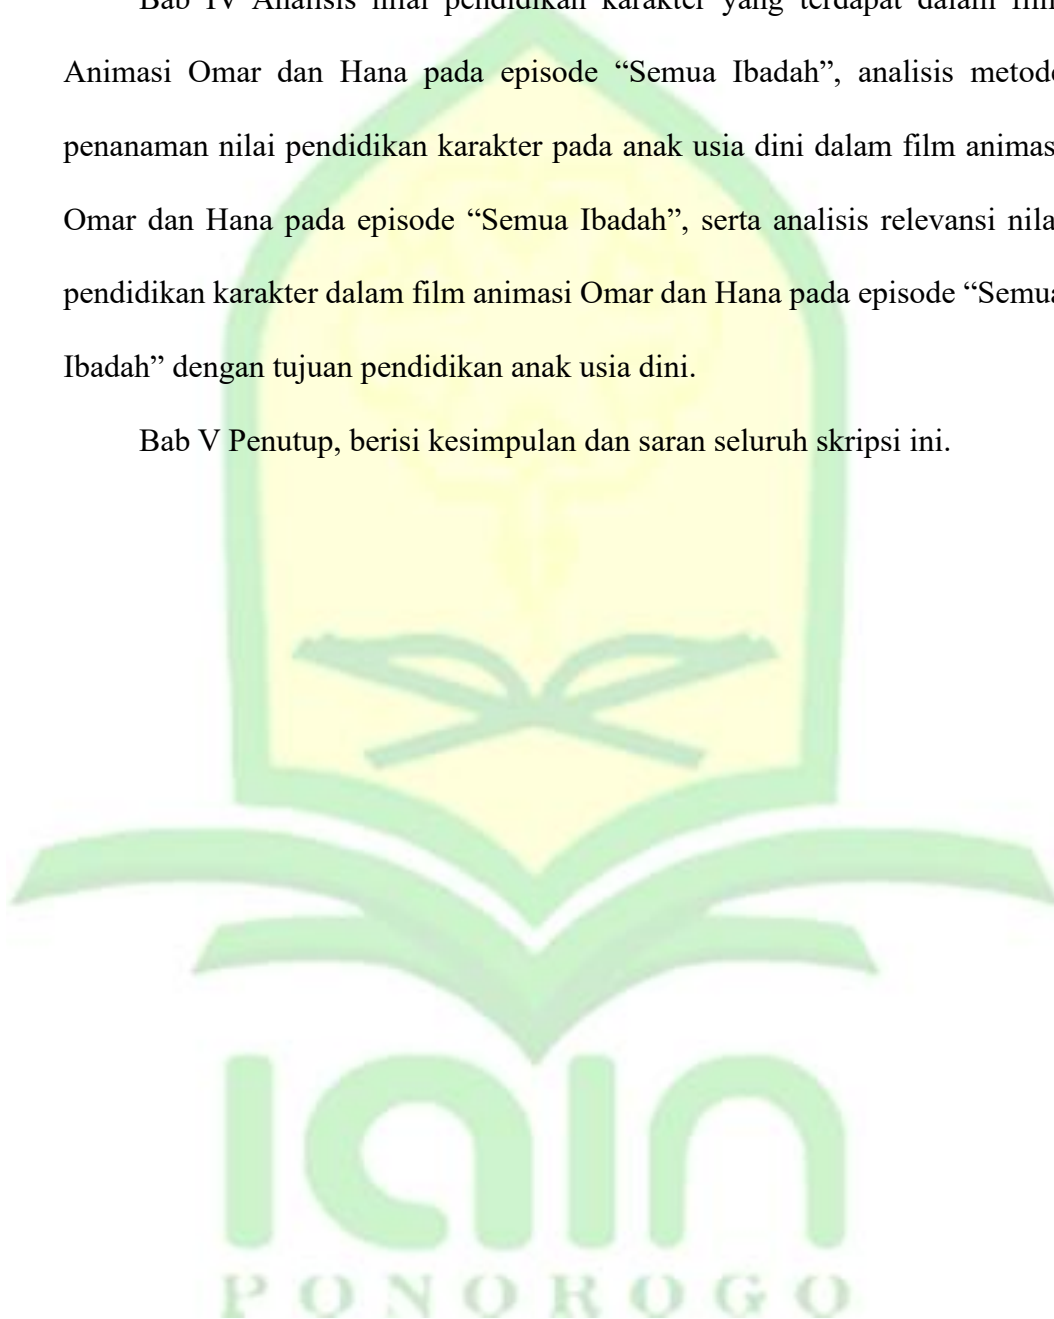 Bab IV Analisis nilai pendidikan karakter yang terdapat dalam film
Animasi Omar dan Hana pada episode “Semua Ibadah”, analisis metode
penanaman nilai pendidikan karakter pada anak usia dini dalam film animasi
Omar dan Hana pada episode “Semua Ibadah”, serta analisis relevansi nilai
pendidikan karakter dalam film animasi Omar dan Hana pada episode “Semua
Ibadah” dengan tujuan pendidikan anak usia dini.
Bab V Penutup, berisi kesimpulan dan saran seluruh skripsi ini.
iain
PONOROGO